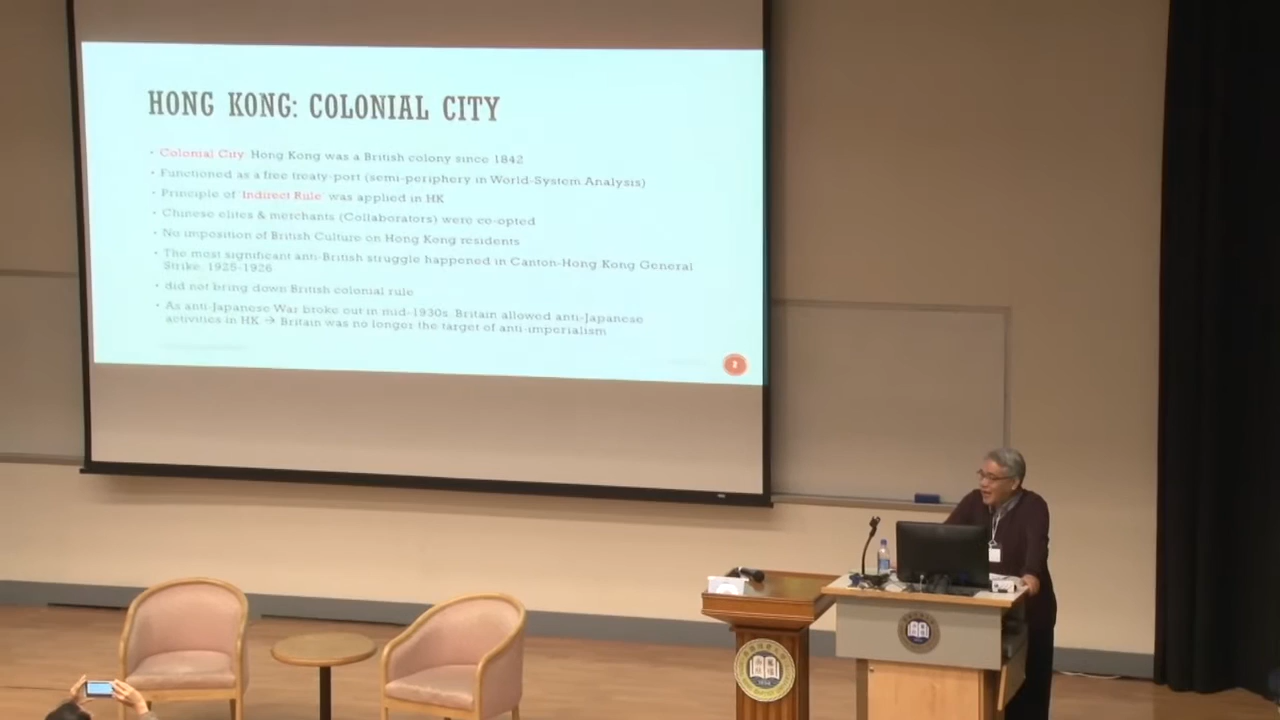 HONG KONG: COLONIAL CITY
• Colonial City: Hong Kong was a British colony since 1842
• Functioned as a free treaty-port (semi-periphery in World-System Analysis)
• Principle of 'Indirect Rule' was applied in HK
• Chinese elites & merchants (Collaborators) were co-opted
• No imposition of British Culture on Hong Kong residents
• The most significant anti-British struggle happened in Canton-Hong Kong General
Strike, 1925-1926
• did not bring down British colonial rule
• As anti-Japanese War broke out in mid-1930s, Britain allowed anti-Japanese
activities in HK → Britain was no longer the target of anti-imperialism
2